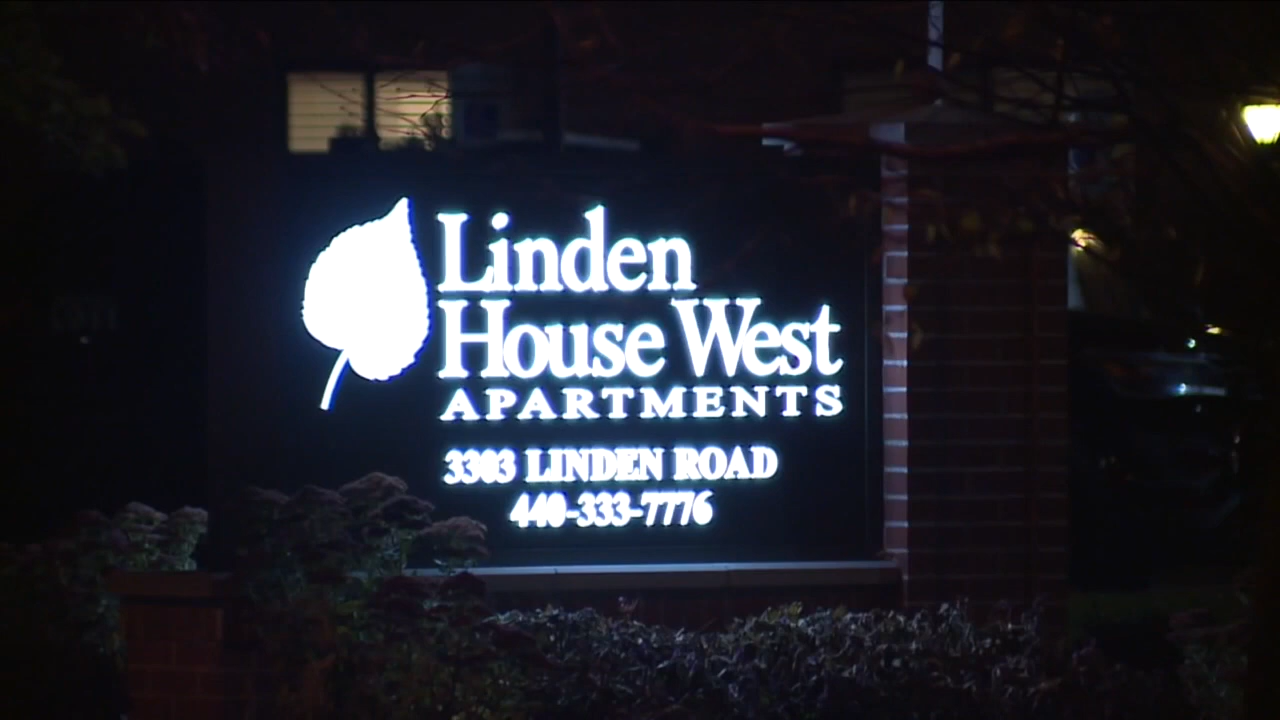 Linden
House West
APARTMENTS
3303 LINDEN ROAD
440-333-7776